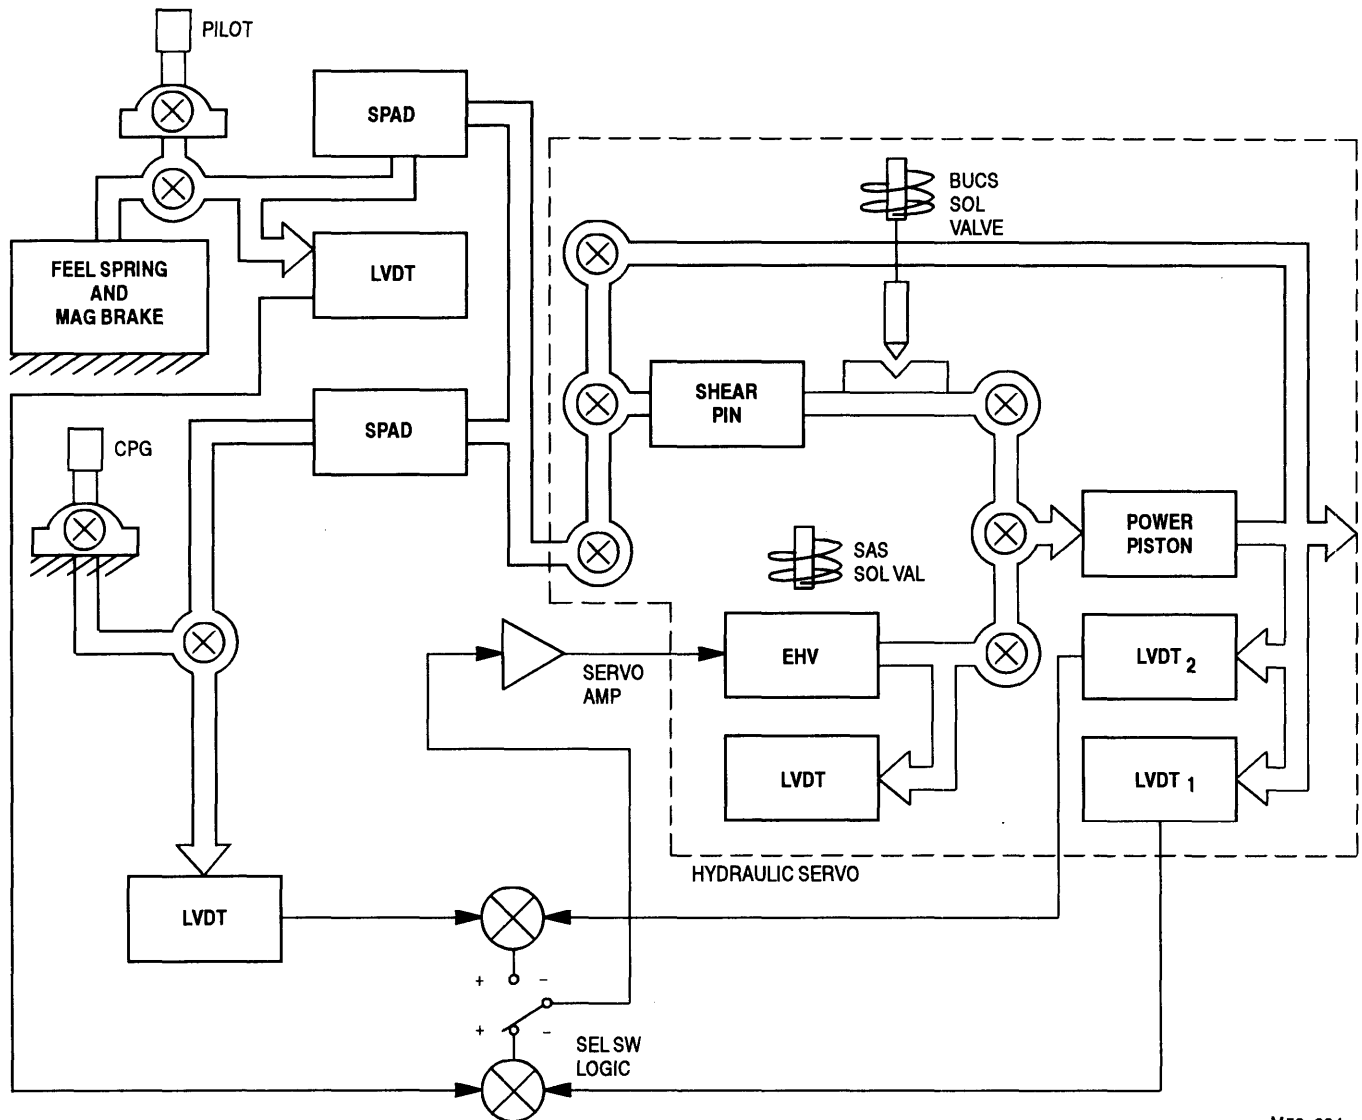 PILOT
SPAD
BUCS
SOL
VALVE
FEEL SPRING
AND
MAG BRAKE
LVDT
SHEAR
PIN
SPAD
CPG
POWER
PISTON
SAS
SOL VAL
EHV
SERVO
AMP
LVDT 2
LVDT
LVDT 1
HYDRAULIC SERVO
LVDT
+ -
+ -
SEL SW
LOGIC